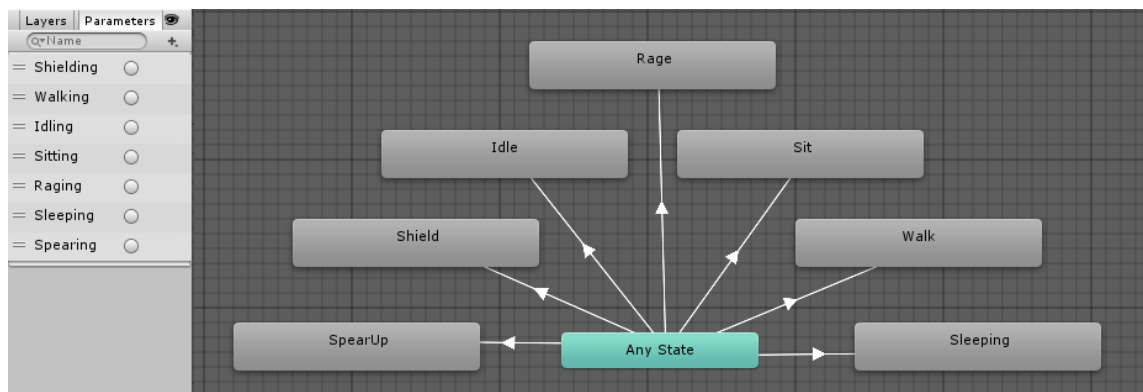 Layers Parameters
Name
Shielding
Walking
Idling
Sitting
Raging
Sleeping
Spearing
Rage
Idle
Sit
Shield
Walk
SpearUp
Any State
Sleeping